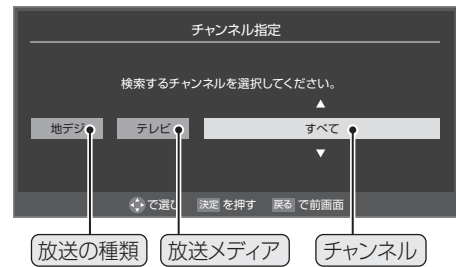 チャンネル指定
検索するチャンネルを選択してください。
地デジ テレビ すべて
で選び 決定 を押す 戻る で前画面
放送の種類 放送メディア チャンネル